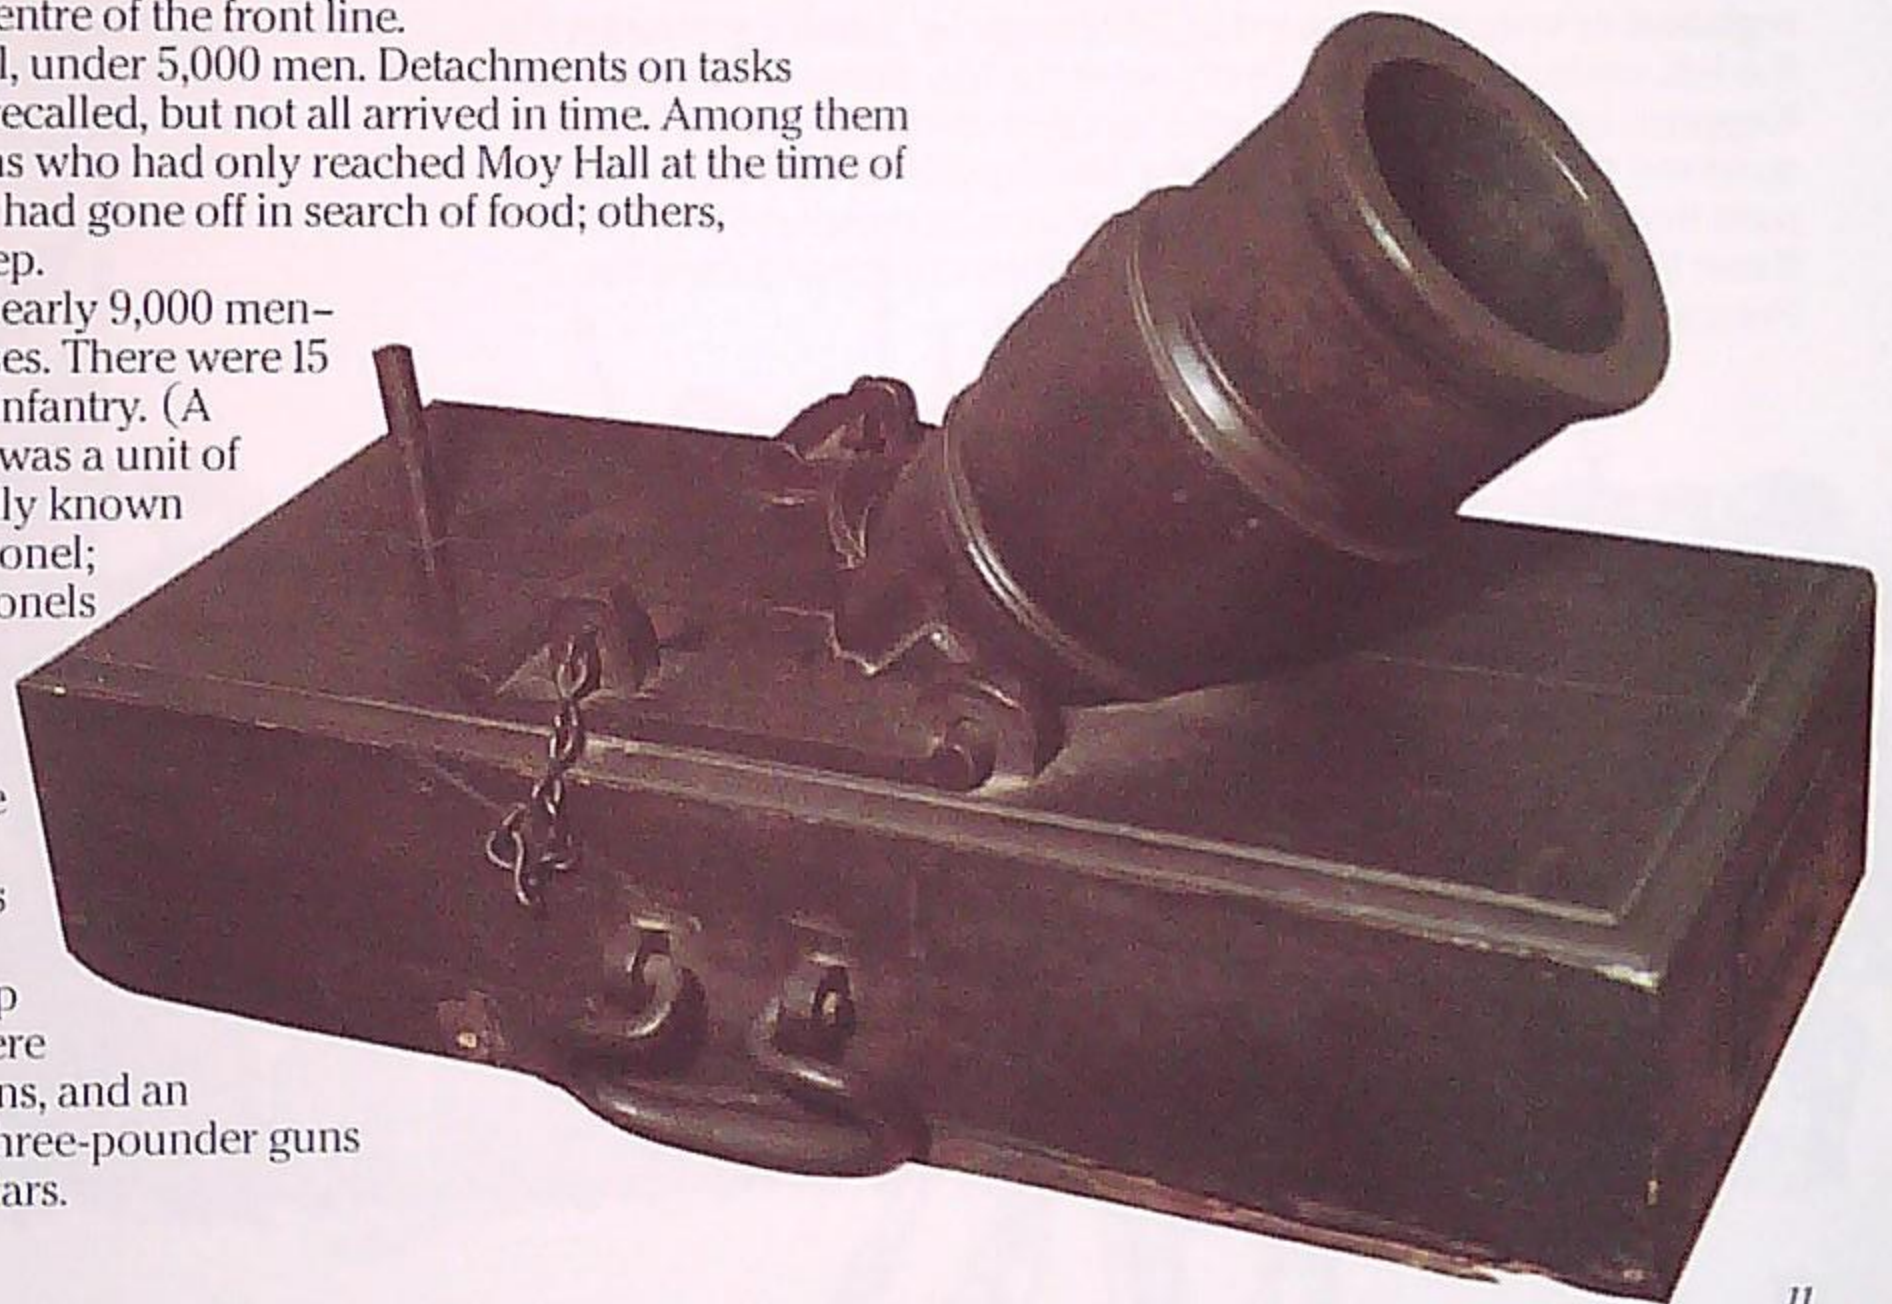 entre of the front line.
l, under 5,000 men. Detachments on tasks
ecalled, but not all arrived in time. Among them
s who had only reached Moy Hall at the time of
had gone off in search of food; others,
ep.
early 9,000 men–
es. There were 15
nfantry. (A
was a unit of
ly known
onel;
onels
e
s
p
ere
ns, and an
hree-pounder guns
ars.
11